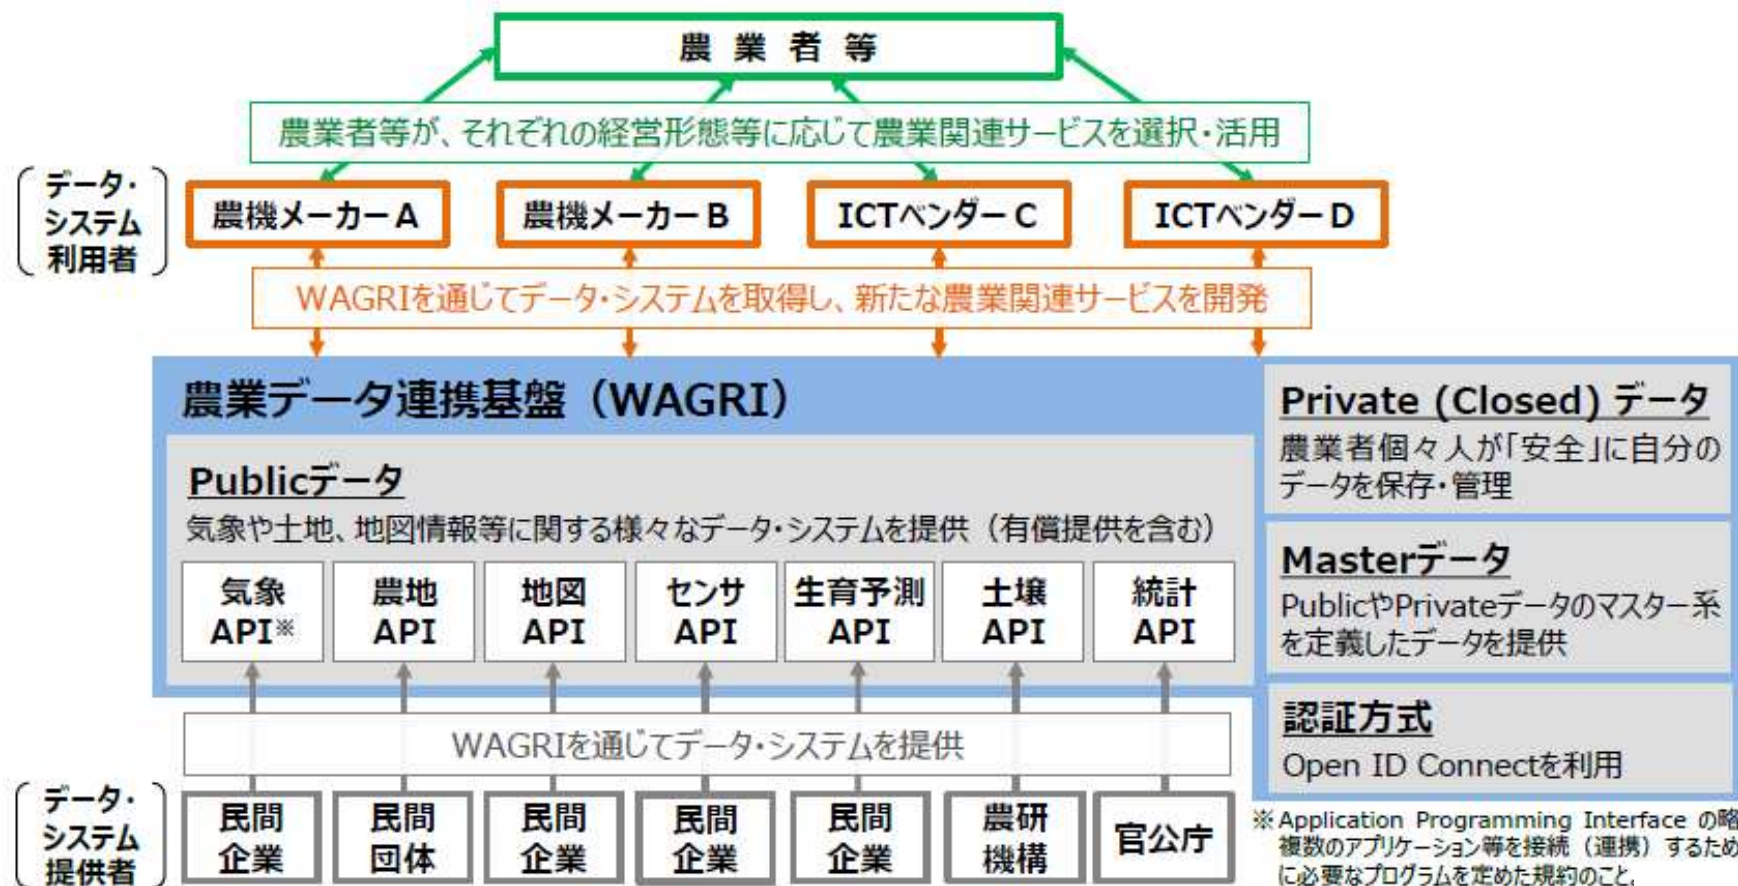 農業者等
農業者等が、それぞれの経営形態等に応じて農業関連サービスを選択・活用
データ・
システム
利用者
農機メーカーA
農機メーカーB
ICTベンダーC
ICTベンダーD
WAGRIを通じてデータ・システムを取得し、新たな農業関連サービスを開発
農業データ連携基盤（WAGRI）
Publicデータ
気象や土地、地図情報等に関する様々なデータ・システムを提供（有償提供を含む）
気象
API※
農地
API
地図
API
センサ
API
生育予測
API
土壌
API
統計
API
Private (Closed) データ
農業者個々人が「安全」に自分の
データを保存・管理
Masterデータ
PublicやPrivateデータのマスター系
を定義したデータを提供
認証方式
Open ID Connectを利用
WAGRIを通じてデータ・システムを提供
データ・
システム
提供者
民間
企業
民間
団体
民間
企業
民間
企業
民間
企業
農研
機構
官公庁
※Application Programming Interface の略
複数のアプリケーション等を接続（連携）するため
に必要なプログラムを定めた規約のこと。